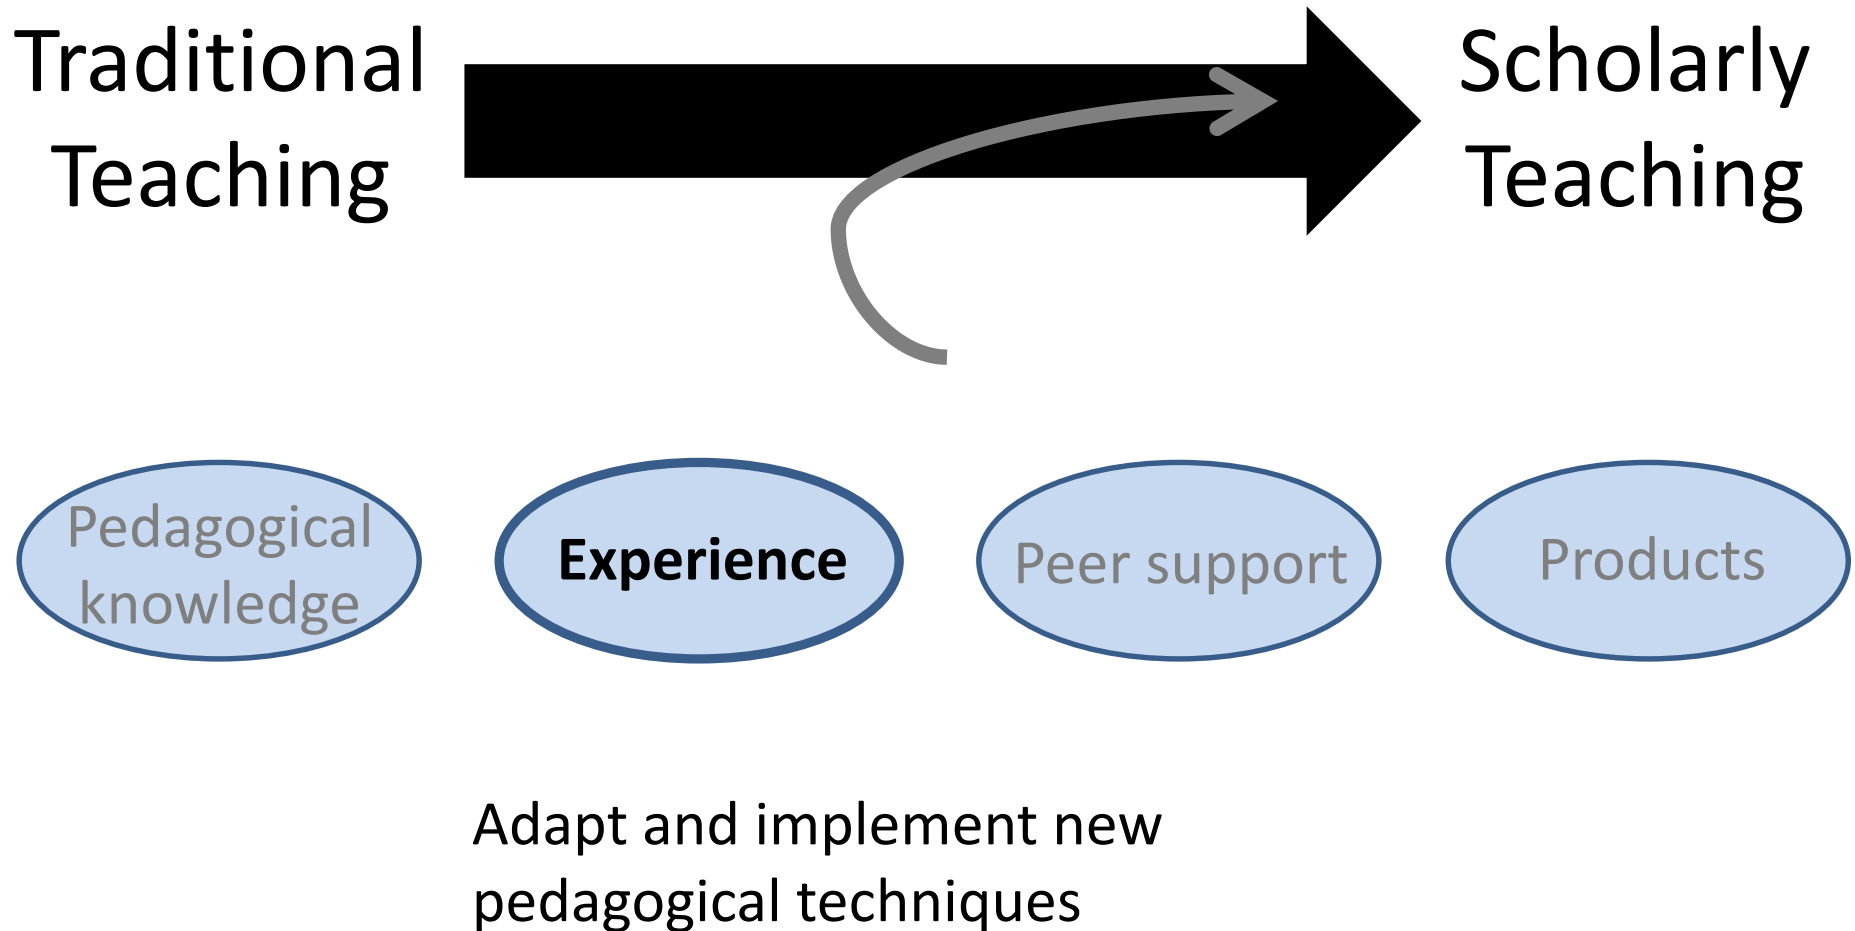 Traditional
Teaching
Scholarly
Teaching
Pedagogical
knowledge
Experience
Peer support
Products
Adapt and implement new
pedagogical techniques